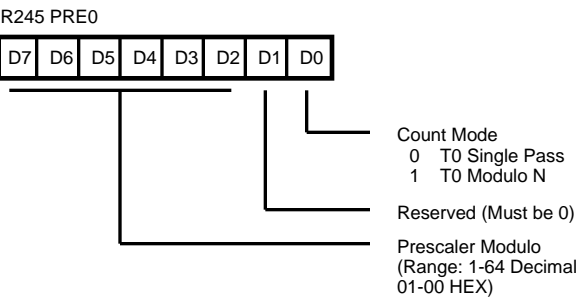 R245 PRE0
D7 D6 D5 D4 D3 D2 D1 D0
Count Mode
0 T0 Single Pass
1 T0 Modulo N
Reserved (Must be 0)
Prescaler Modulo
(Range: 1-64 Decimal
01-00 HEX)